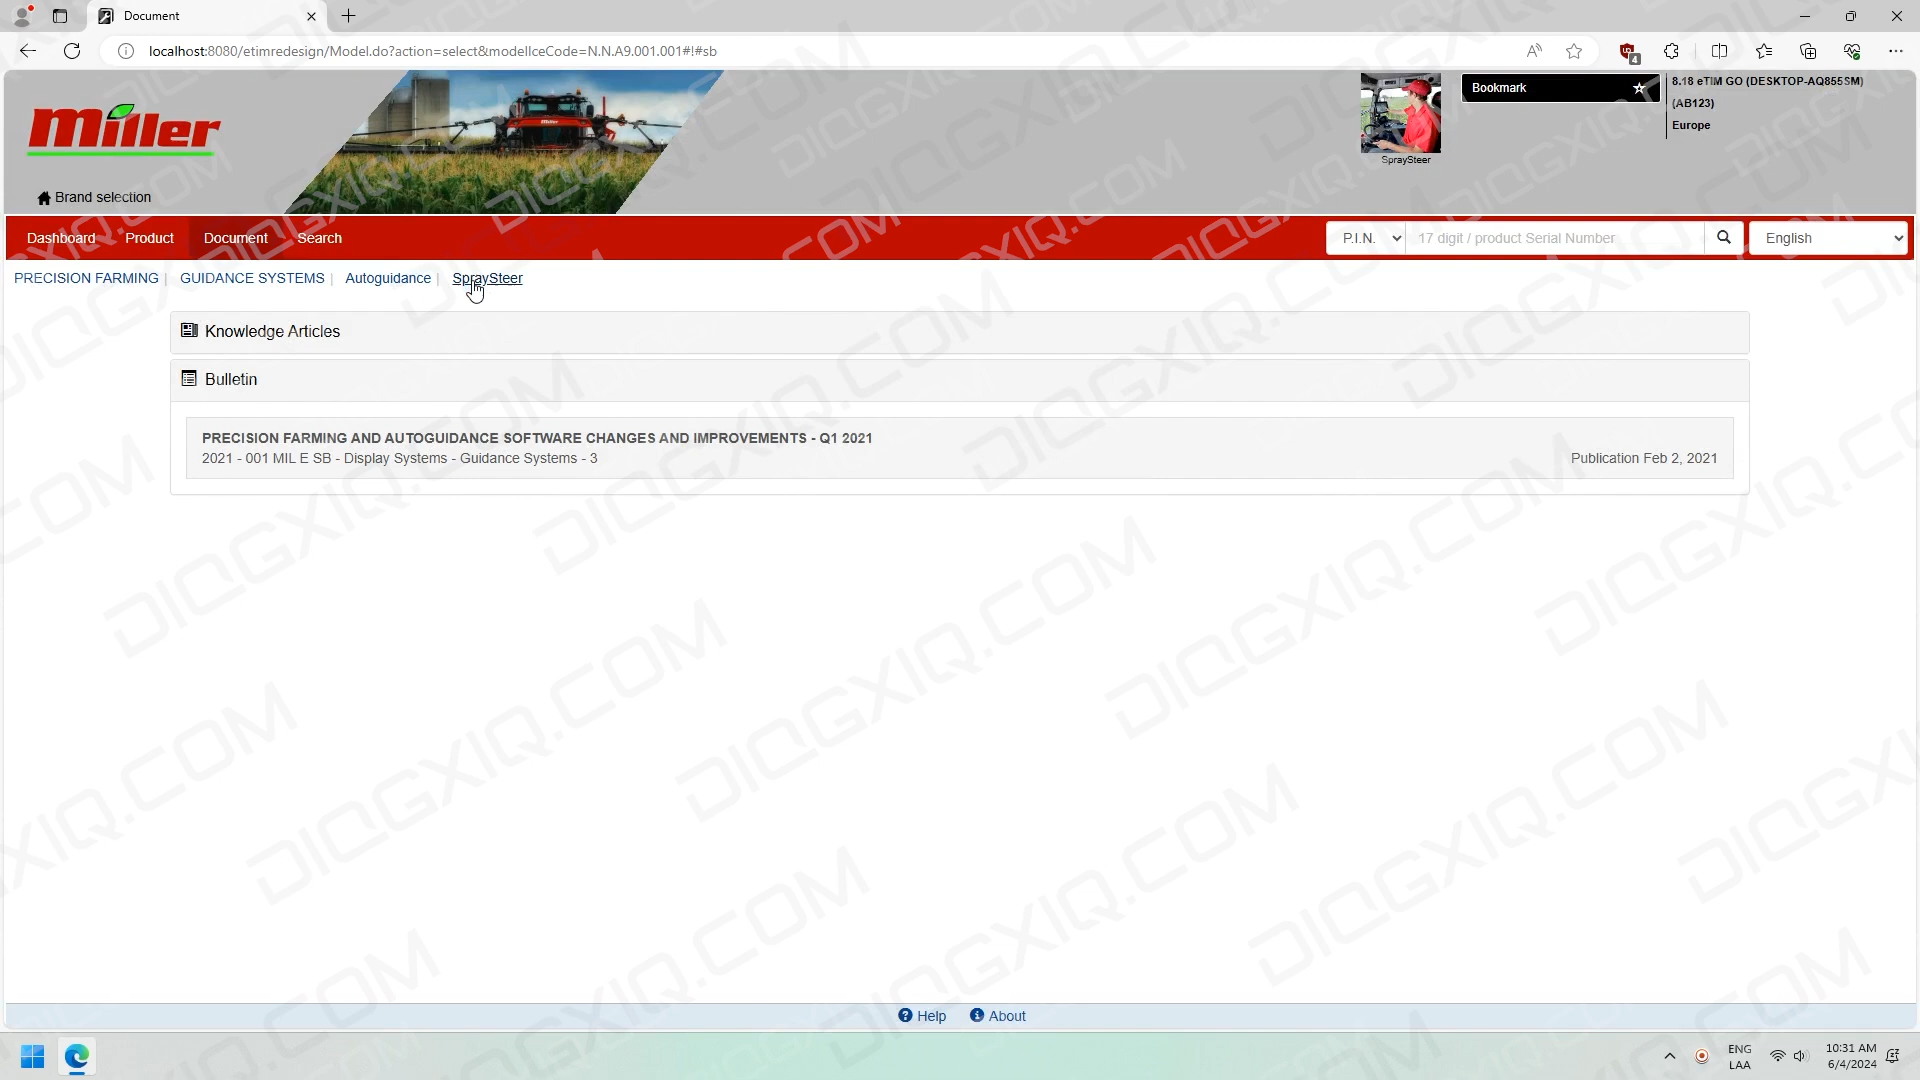 Document
localhost:8080/etimredesign/Model.do?action=select&modelIceCode=N.N.A9.001.001#!#sb
4
Miller
Brand selection
SpraySteer
Bookmark
8.18 eTIM GO (DESKTOP-AQ855SM)
(AB123)
Europe
Dashboard Product Document Search
P.I.N. 17 digit / product Serial Number English
PRECISION FARMING | GUIDANCE SYSTEMS | Autoguidance | SpraySteer
Knowledge Articles
Bulletin
PRECISION FARMING AND AUTOGUIDANCE SOFTWARE CHANGES AND IMPROVEMENTS - Q1 2021
2021 - 001 MIL E SB - Display Systems - Guidance Systems - 3
Publication Feb 2, 2021
Help About
ENG
LAA
10:31 AM
6/4/2024
DIQGXIQ.COM